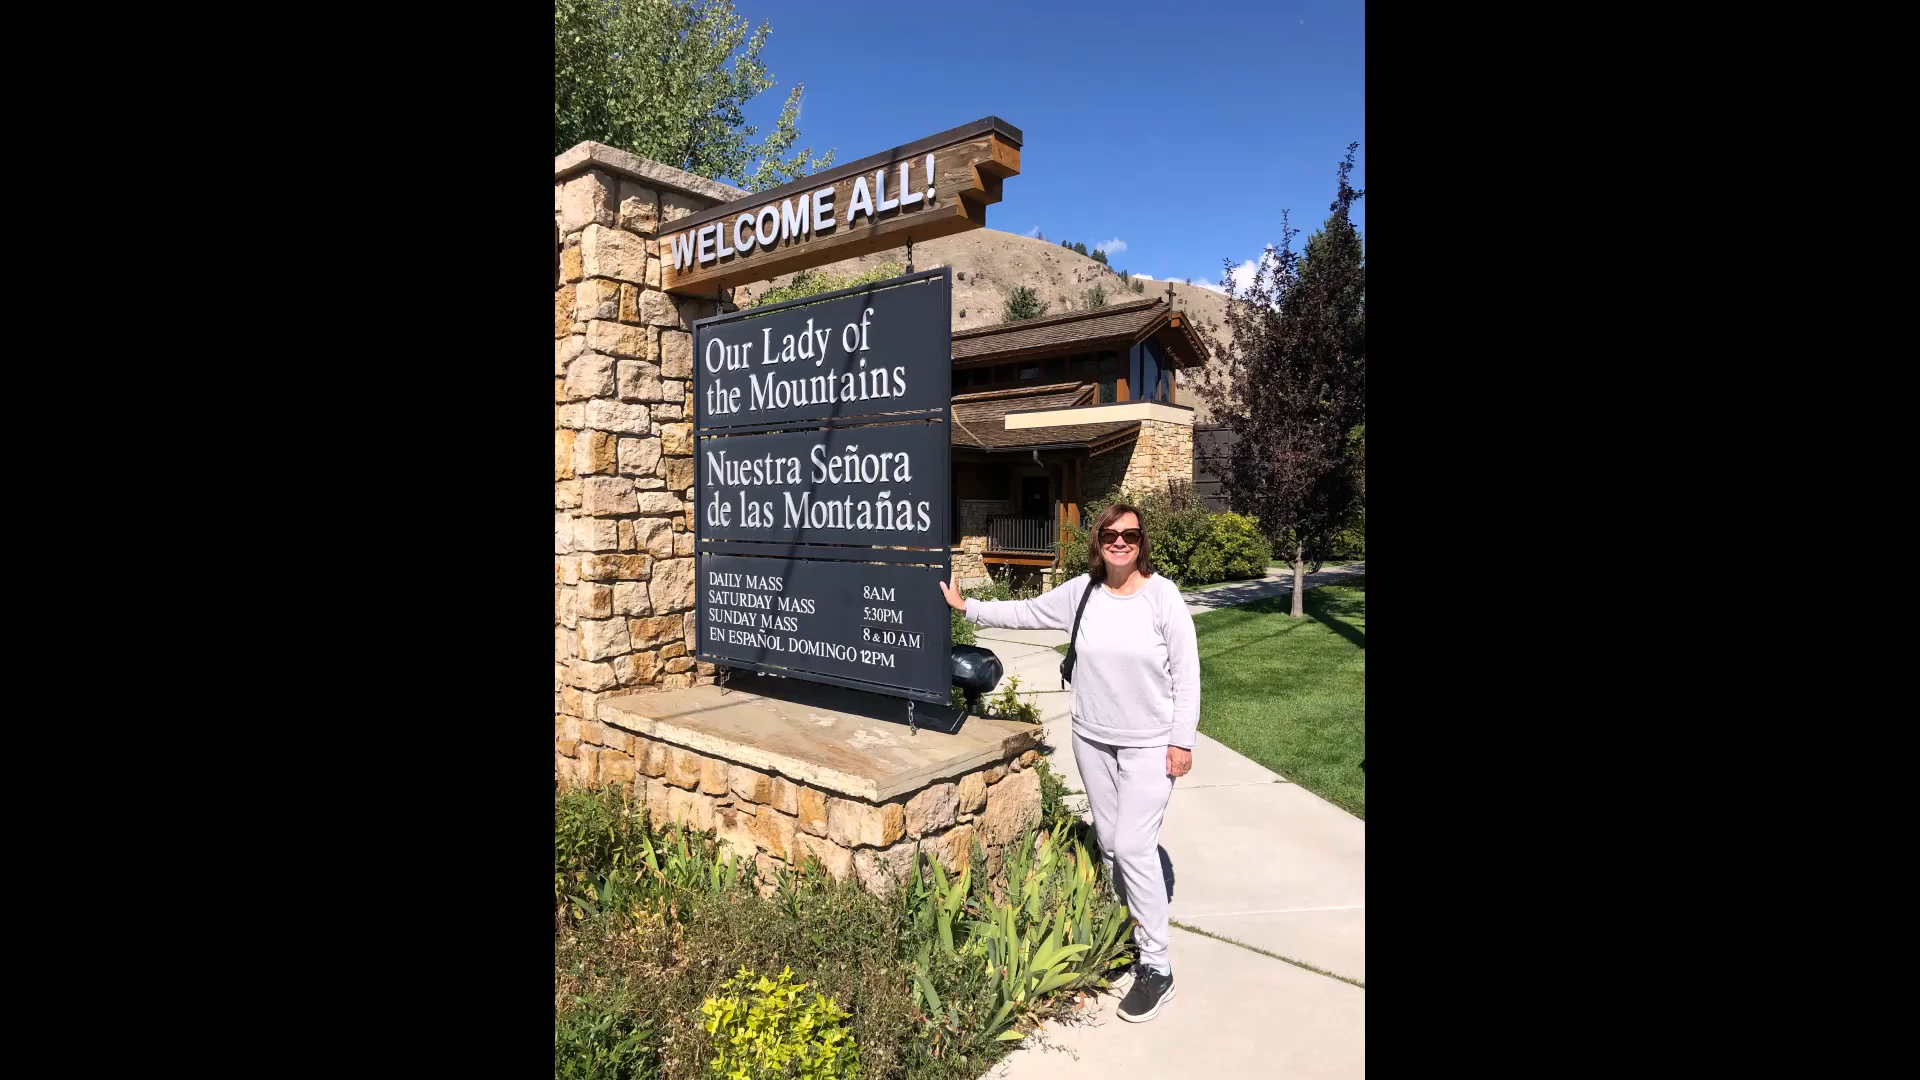 WELCOME ALL!
Our Lady of
the Mountains
Nuestra Señora
de las Montañas
DAILY MASS 8AM
SATURDAY MASS 5:30PM
SUNDAY MASS 8 & 10 AM
EN ESPAÑOL DOMINGO 12PM